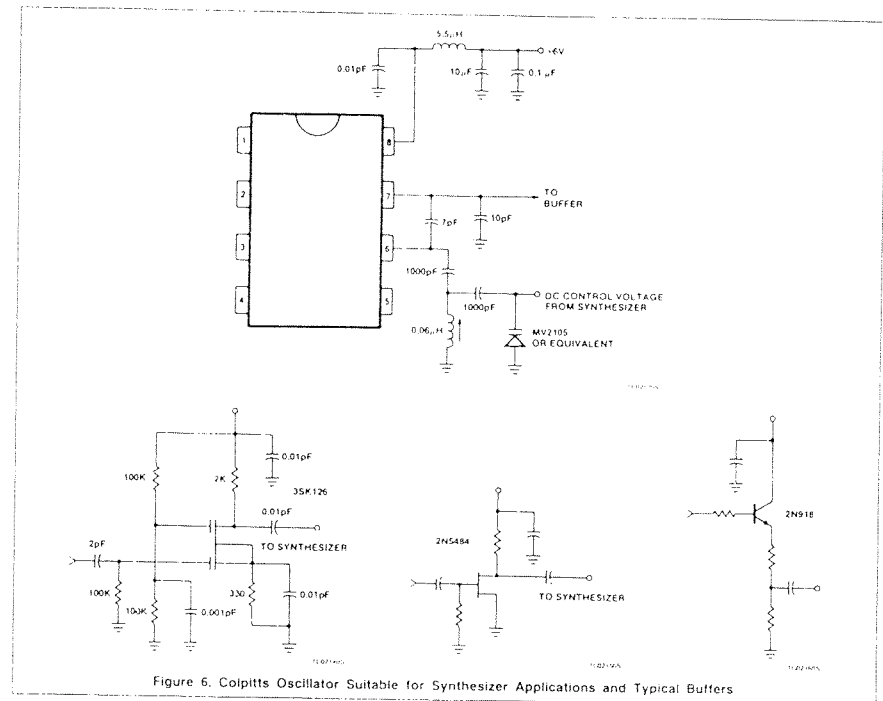 5.5μH
+6V
0.01pF
10μF
0.1μF
1
2
3
4
8
7
6
5
TO
BUFFER
7pF
10pF
1000pF
1000pF
DC CONTROL VOLTAGE
FROM SYNTHESIZER
0.06μH
MV2105
OR EQUIVALENT
0.01pF
100K
2K
3SK126
0.01pF
TO SYNTHESIZER
2pF
100K
100K
0.001pF
330
0.01pF
2N5484
TO SYNTHESIZER
2N918
Figure 6. Colpitts Oscillator Suitable for Synthesizer Applications and Typical Buffers